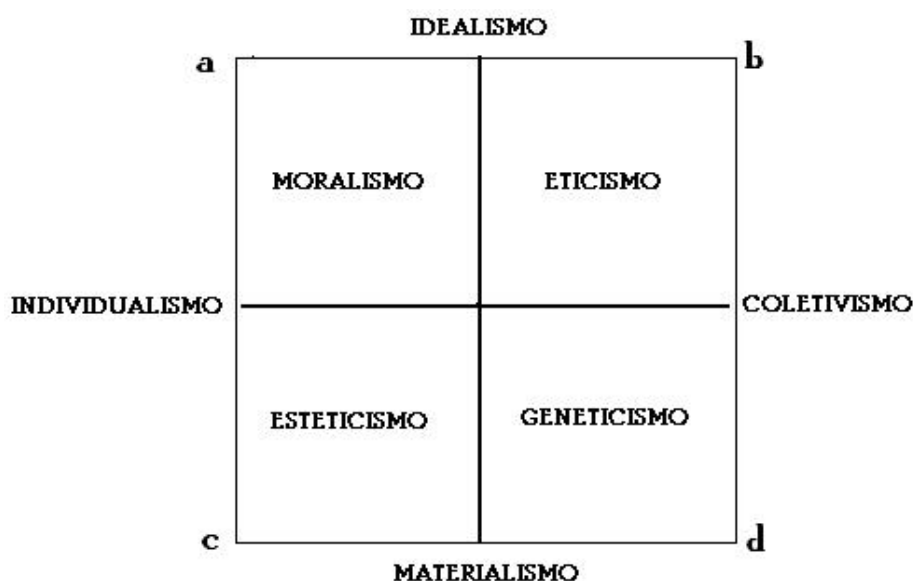 IDEALISMO
a
b
MORALISMO
ETICISMO
INDIVIDUALISMO
COLETIVISMO
ESTETICISMO
GENETICISMO
c
d
MATERIALISMO